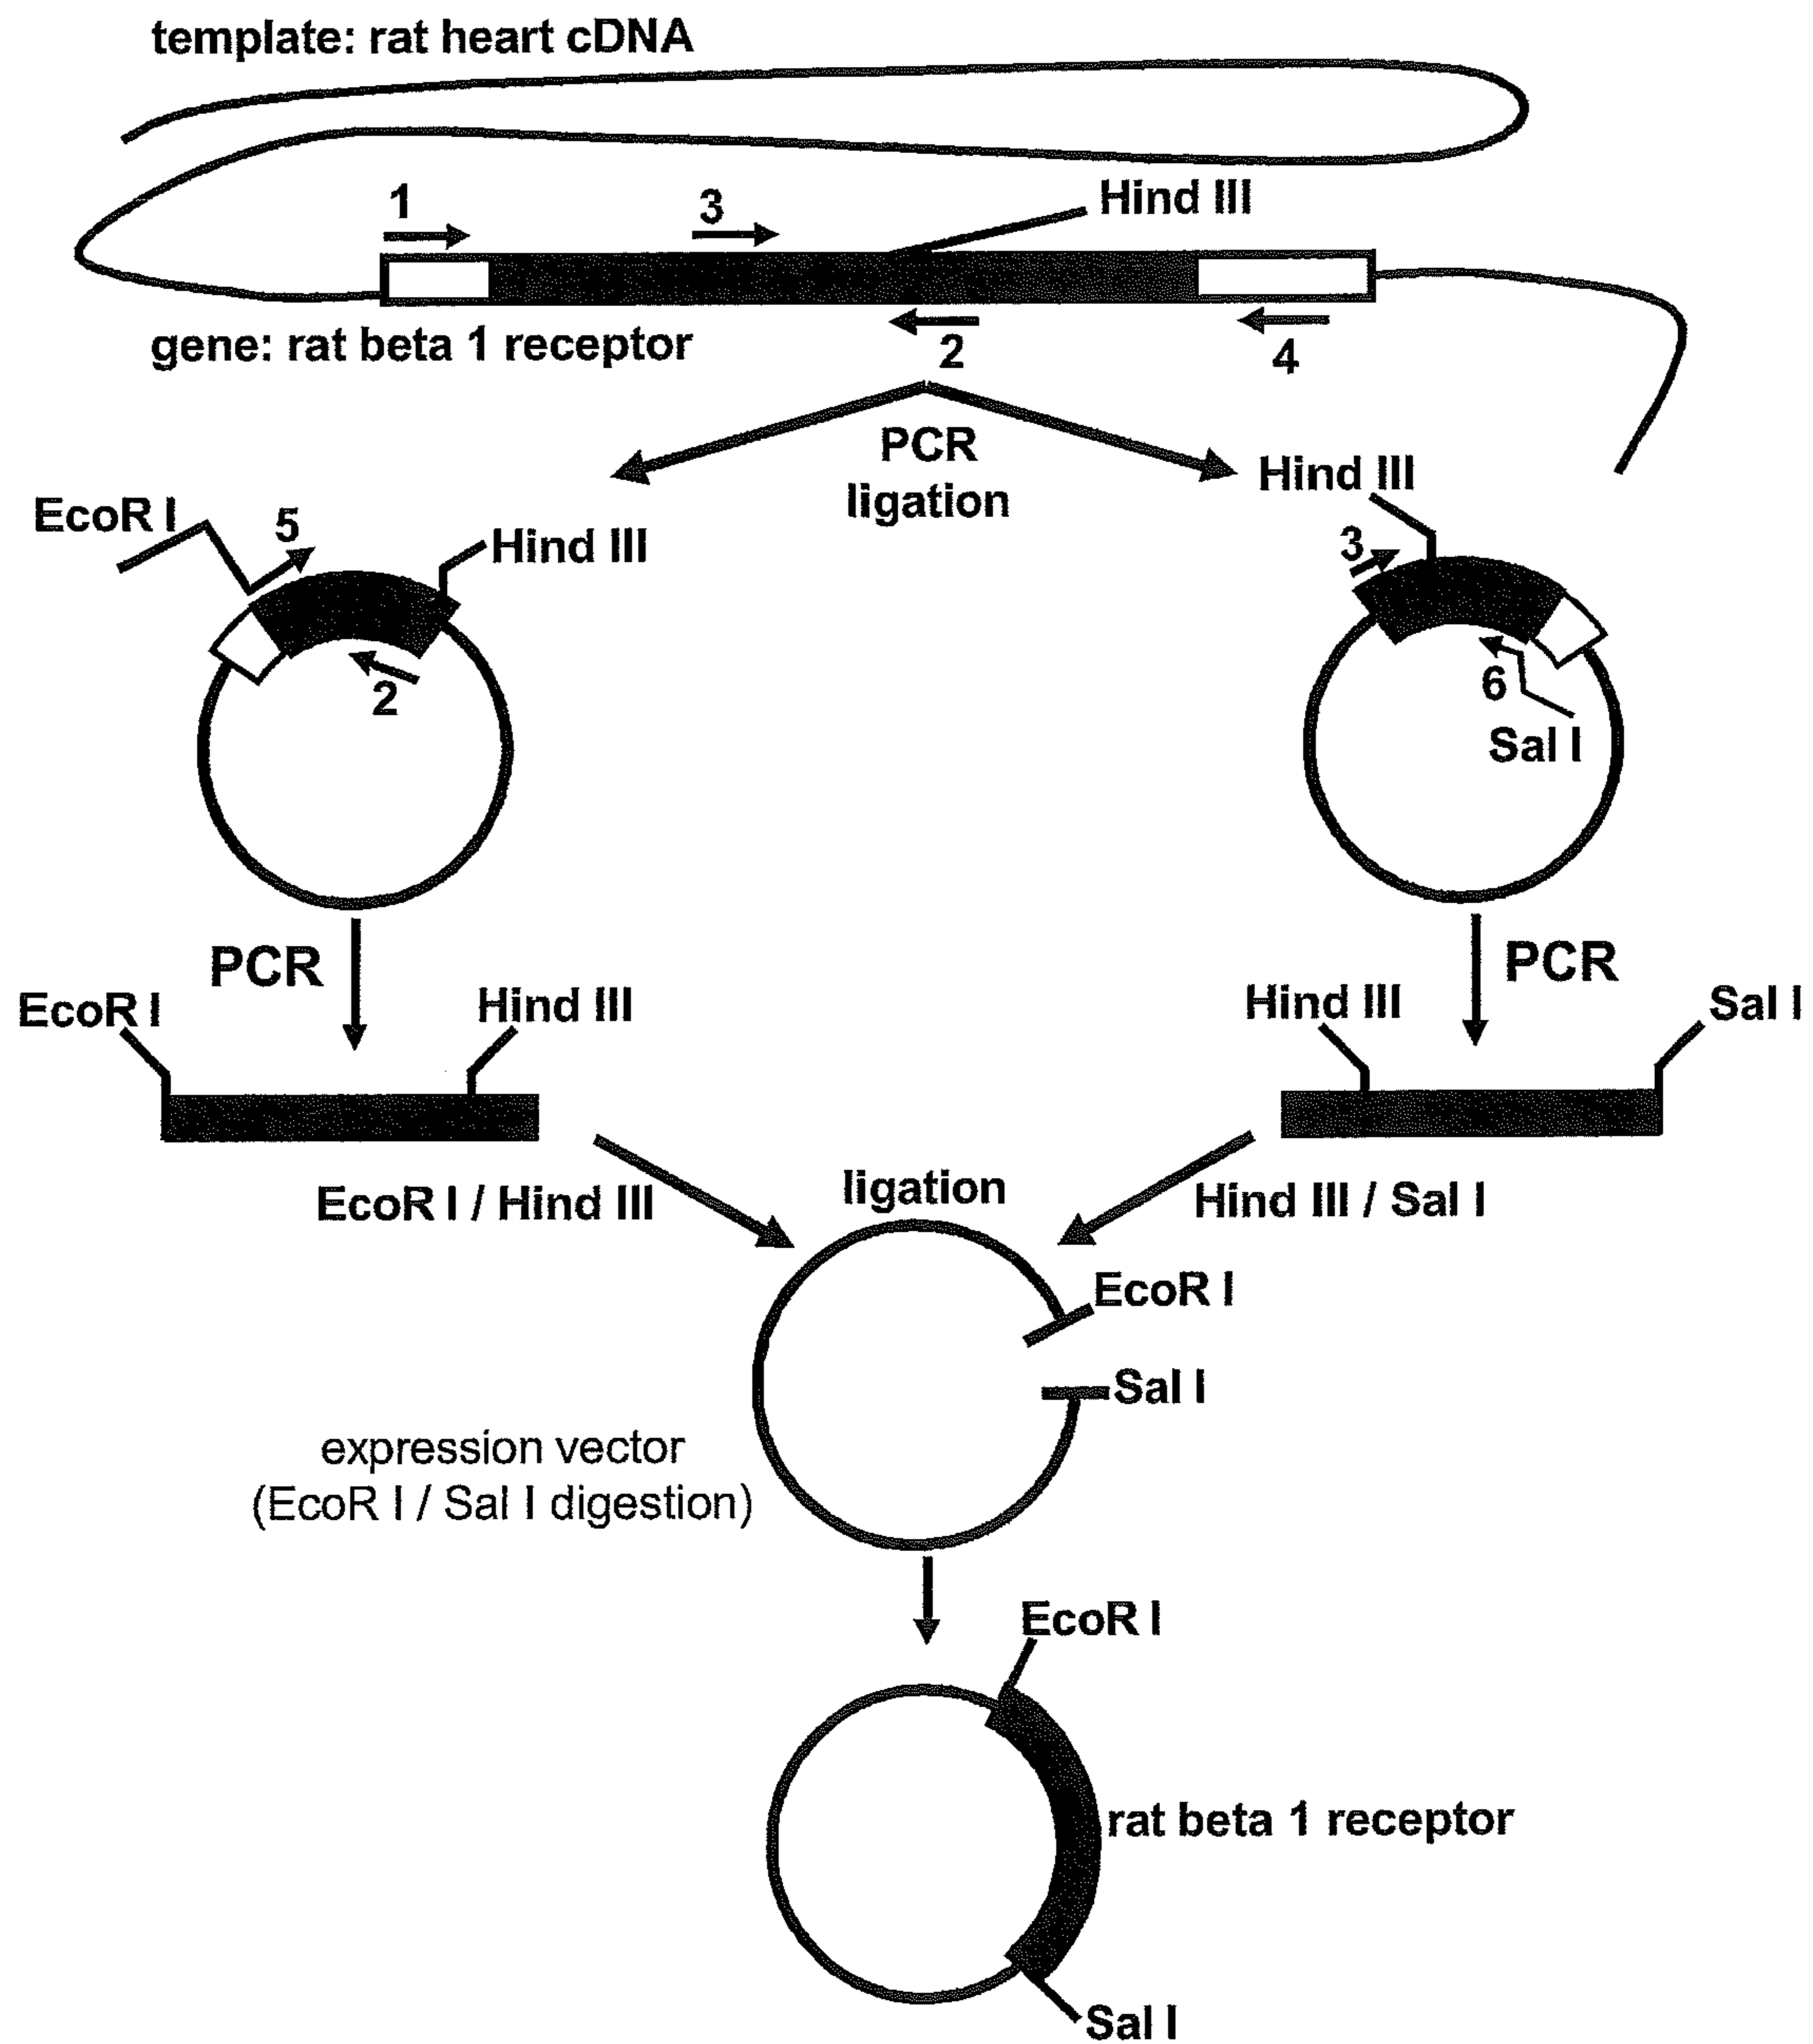 template: rat heart cDNA
1
3
Hind III
gene: rat beta 1 receptor
2
4
PCR
ligation
EcoR I
5
Hind III
2
Hind III
3
6
Sal I
PCR
PCR
EcoR I
Hind III
Hind III
Sal I
EcoR I / Hind III
ligation
Hind III / Sal I
EcoR I
Sal I
expression vector
(EcoR I / Sal I digestion)
EcoR I
rat beta 1 receptor
Sal I